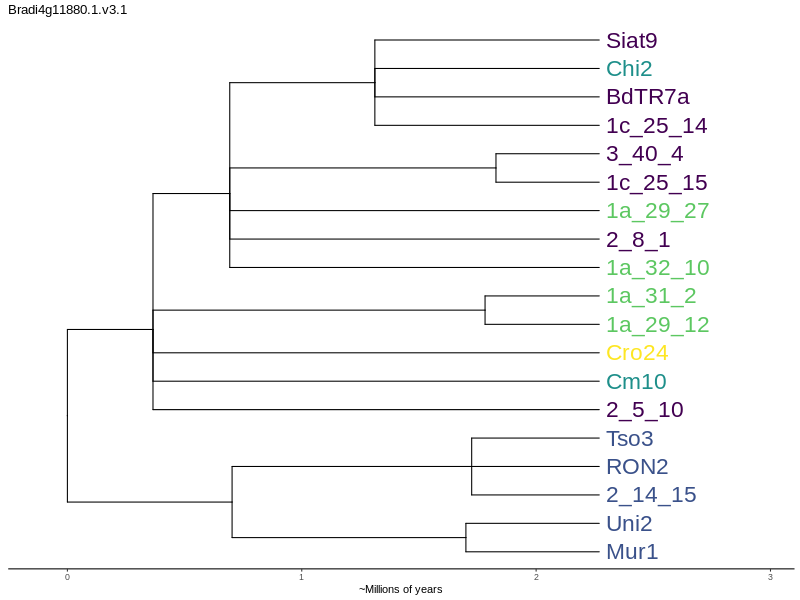 Bradi4g11880.1.v3.1
Siat9
Chi2
BdTR7a
1c_25_14
3_40_4
1c_25_15
1a_29_27
2_8_1
1a_32_10
1a_31_2
1a_29_12
Cro24
Cm10
2_5_10
Tso3
RON2
2_14_15
Uni2
Mur1
0 1 2 3
~Millions of years